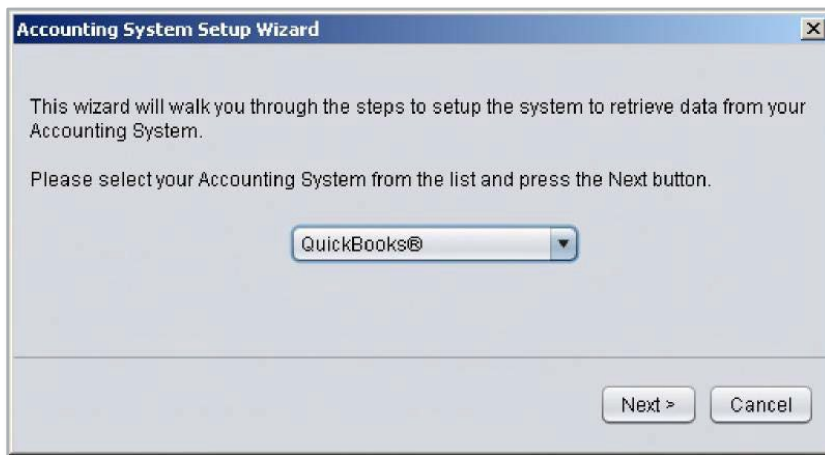 Accounting System Setup Wizard
This wizard will walk you through the steps to setup the system to retrieve data from your
Accounting System.
Please select your Accounting System from the list and press the Next button.
QuickBooks®
Next >
Cancel